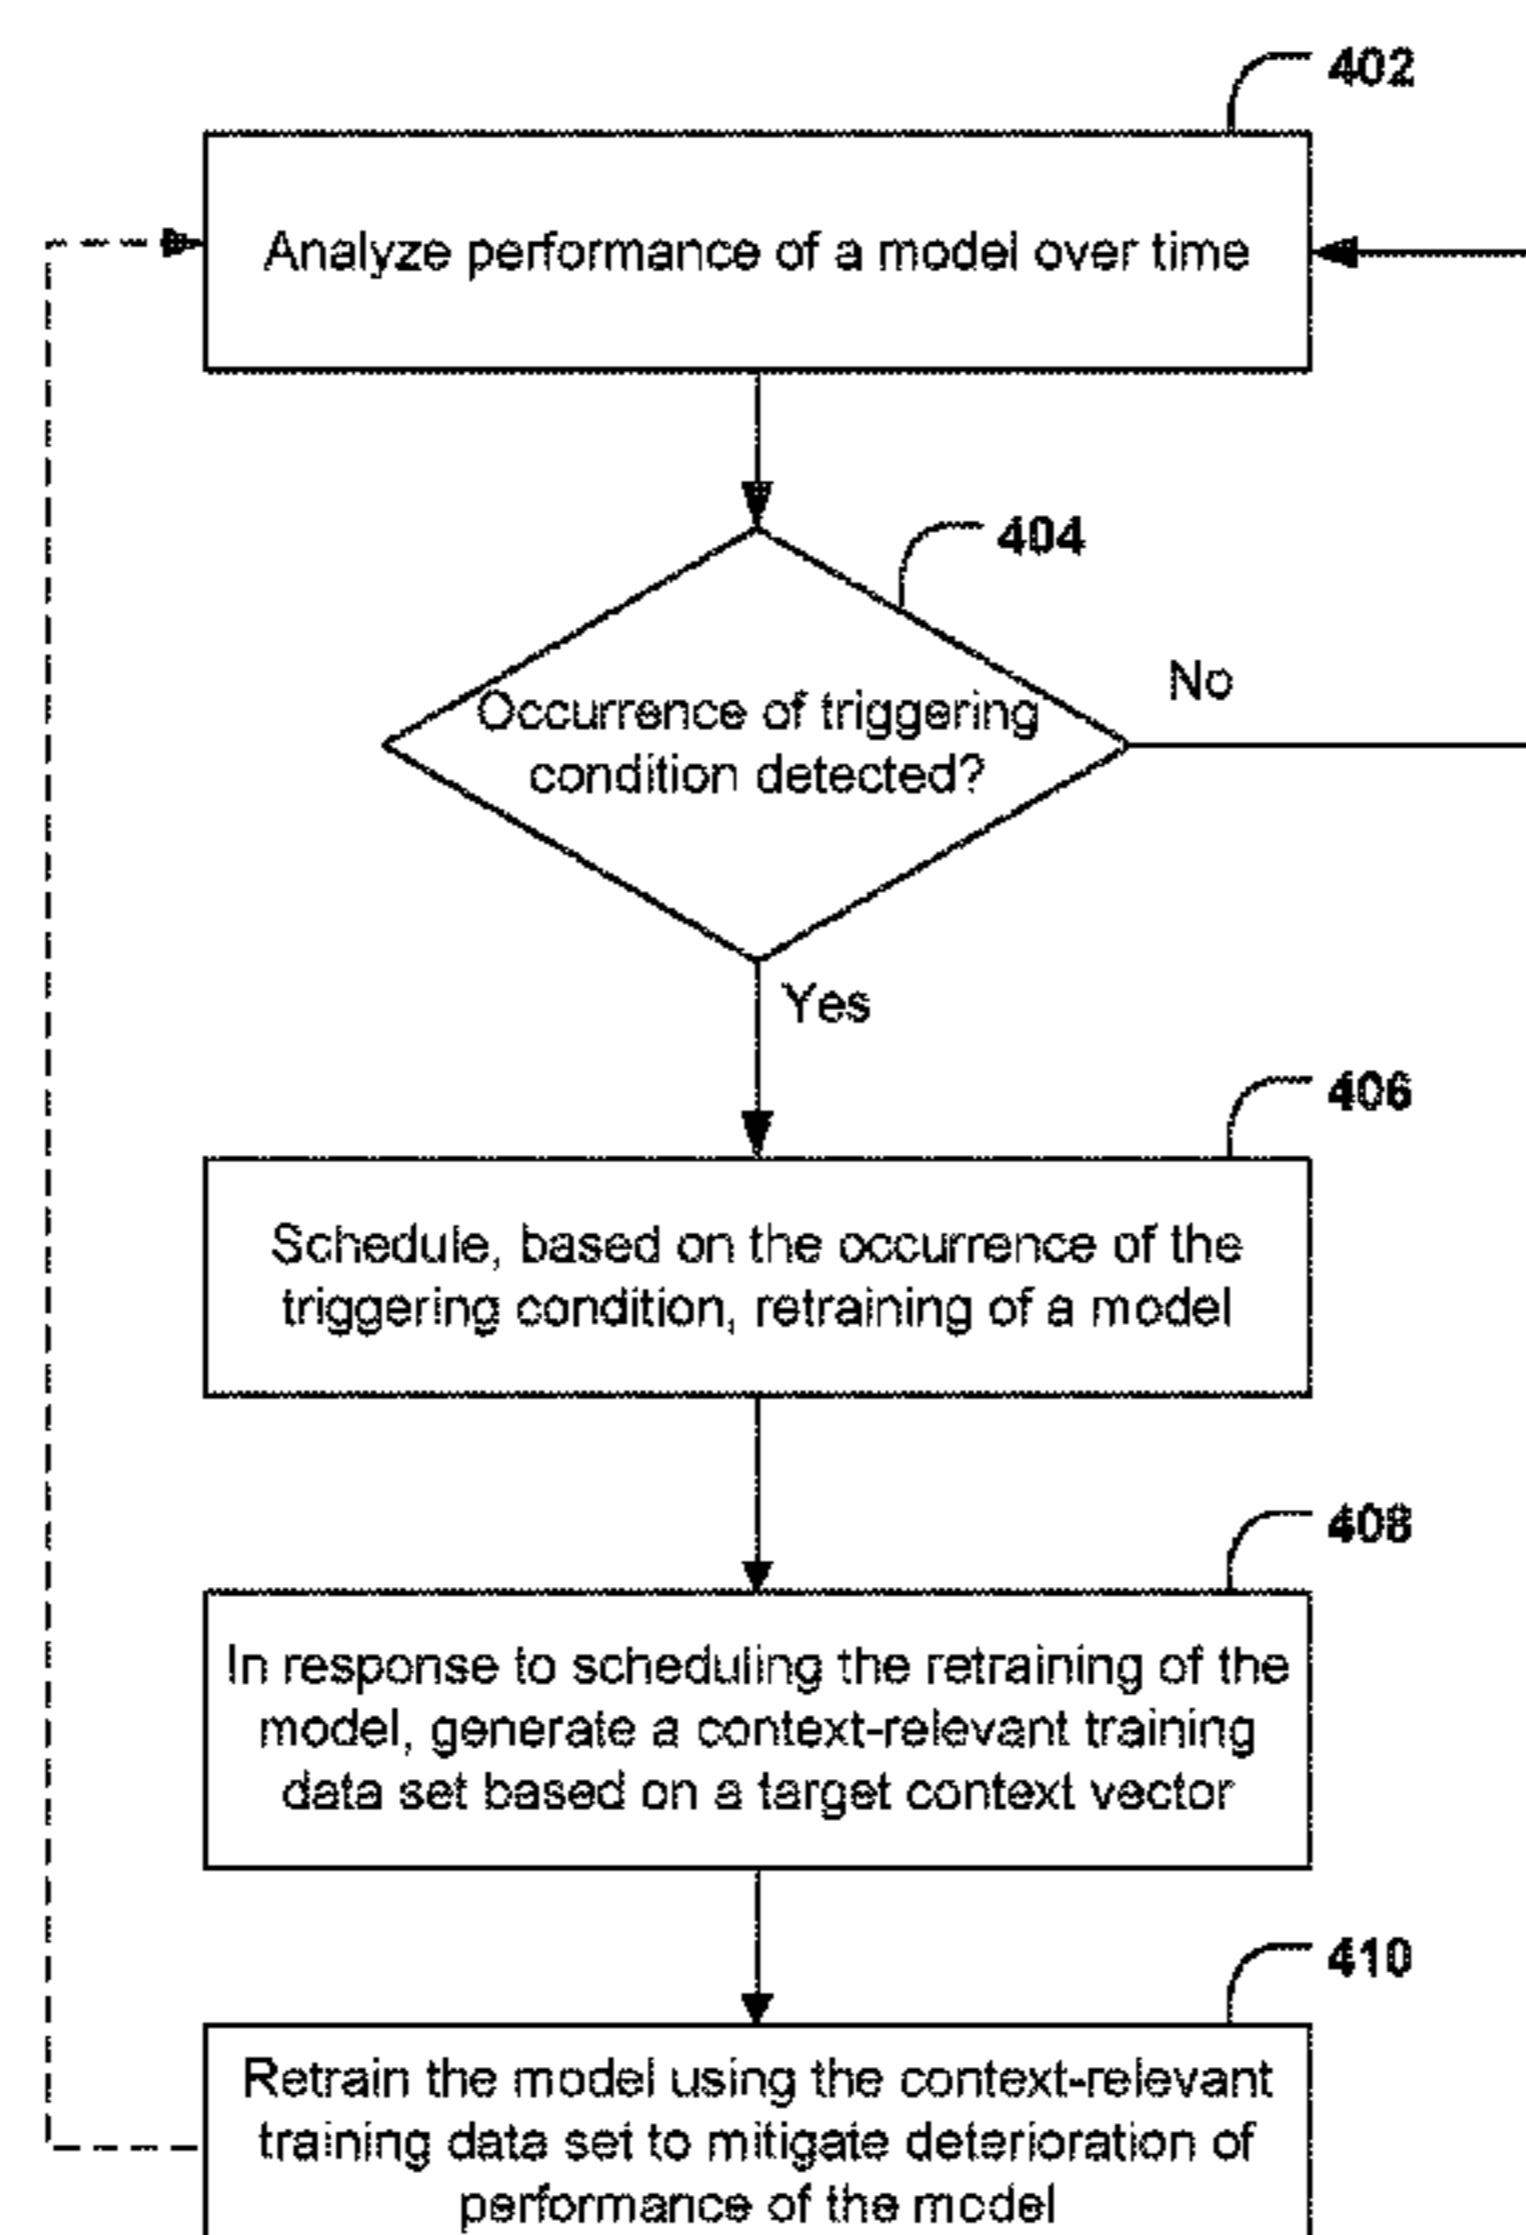 402
Analyze performance of a model over time
404
No
Occurrence of triggering
condition detected?
Yes
406
Schedule, based on the occurrence of the
triggering condition, retraining of a model
408
In response to scheduling the retraining of the
model, generate a context-relevant training
data set based on a target context vector
410
Retrain the model using the context-relevant
training data set to mitigate deterioration of
performance of the model